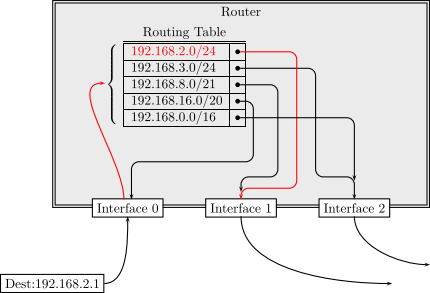 Router
Routing Table
192.168.2.0/24
192.168.3.0/24
192.168.8.0/21
192.168.16.0/20
192.168.0.0/16
Interface 0
Interface 1
Interface 2
Dest:192.168.2.1